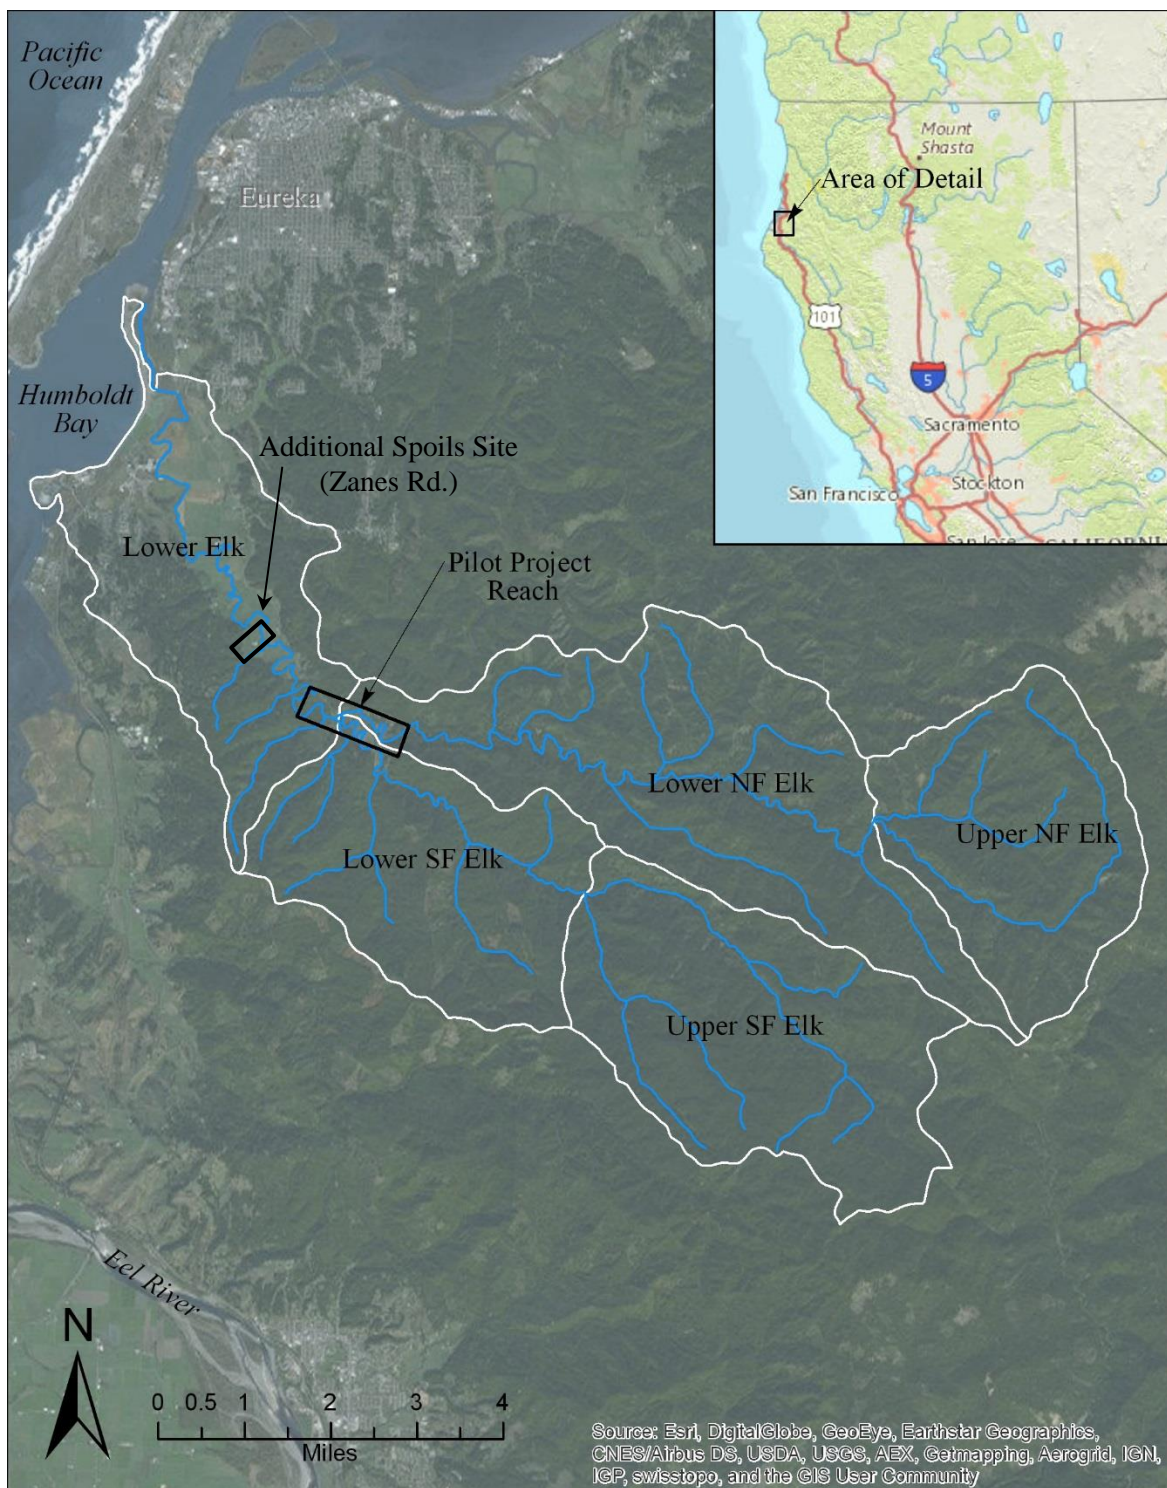 Pacific
Ocean
Eureka
Mount
Shasta
Area of Detail
101
5
Sacramento
Stockton
San Francisco
San Jose
CALIFORNI
Humboldt
Bay
Additional Spoils Site
(Zanes Rd.)
Lower Elk
Pilot Project
Reach
Lower NF Elk
Upper NF Elk
Lower SF Elk
Upper SF Elk
Eel River
N
0 0.5 1 2 3 4
Miles
Source: Esri, DigitalGlobe, GeoEye, Earthstar Geographics,
CNES/Airbus DS, USDA, USGS, AEX, Getmapping, Aerogrid, IGN,
IGP, swisstopo, and the GIS User Community